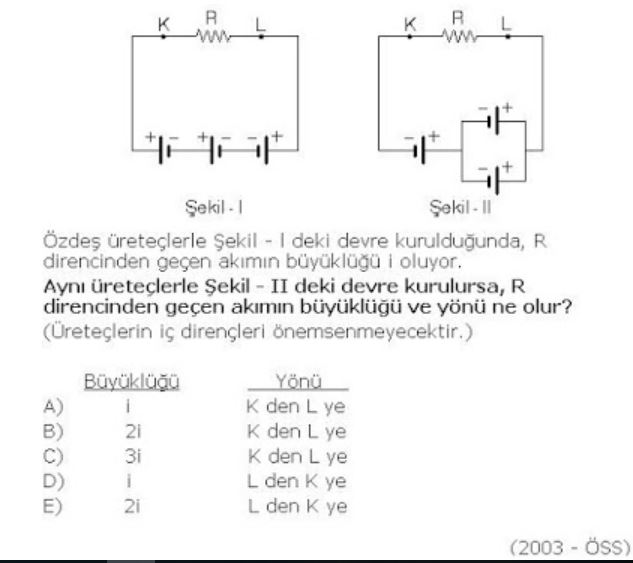 K R L K R L
+ - + - - + - + - + - +
Şekil - I Şekil - II
Özdeş üreteçlerle Şekil - I deki devre kurulduğunda, R
direncinden geçen akımın büyüklüğü i oluyor.
Aynı üreteçlerle Şekil - II deki devre kurulursa, R
direncinden geçen akımın büyüklüğü ve yönü ne olur?
(Üreteçlerin iç dirençleri önemsenmeyecektir.)
Büyüklüğü Yönü
A) i K den L ye
B) 2i K den L ye
C) 3i K den L ye
D) i L den K ye
E) 2i L den K ye
(2003 - ÖSS)